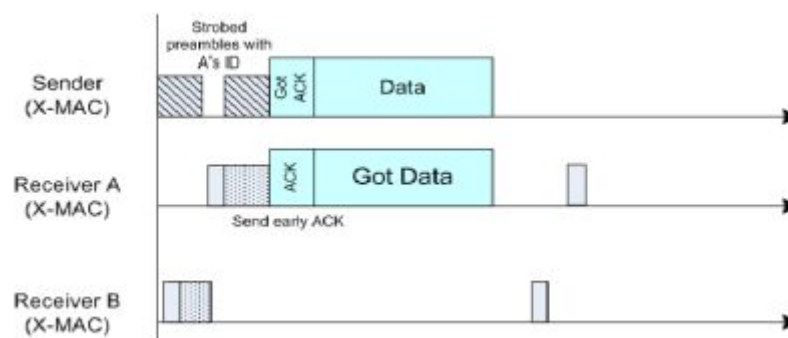 Strobed
preambles with
A's ID
Sender
(X-MAC)
Got
ACK
Data
Receiver A
(X-MAC)
ACK
Got Data
Send early ACK
Receiver B
(X-MAC)